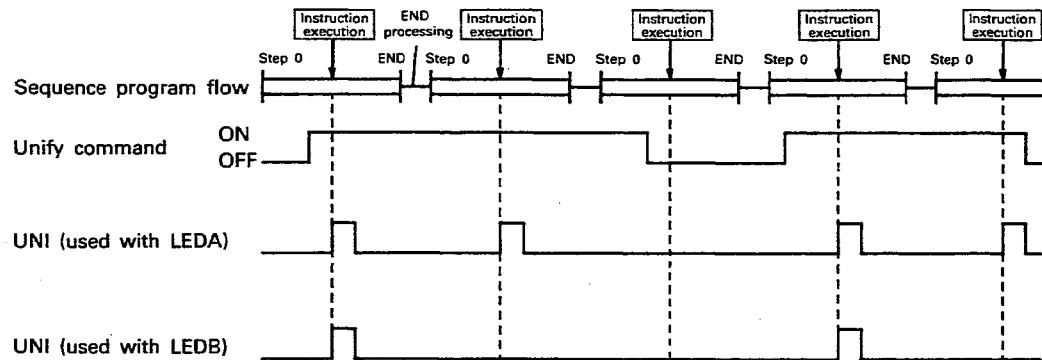 Instruction execution
END processing
Instruction execution
Instruction execution
Instruction execution
Instruction execution
Step 0
END
Step 0
END
Step 0
END
Step 0
END
Step 0
Sequence program flow
Unify command
ON
OFF
UNI (used with LEDA)
UNI (used with LEDB)